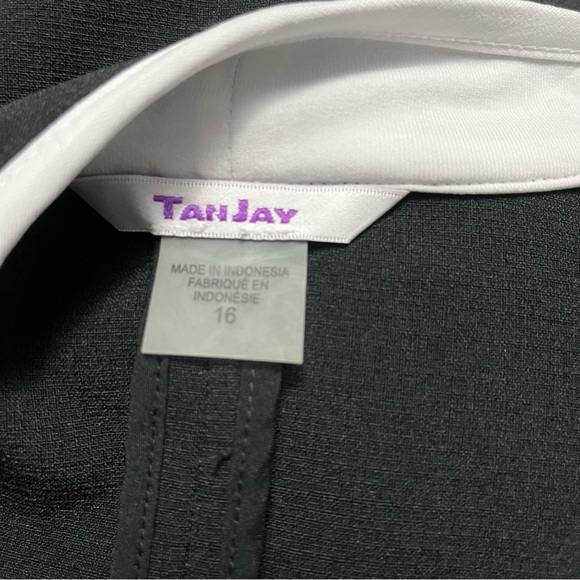 TANJAY
MADE IN INDONESIA
FABRIQUÉ EN
INDONÉSIE
16